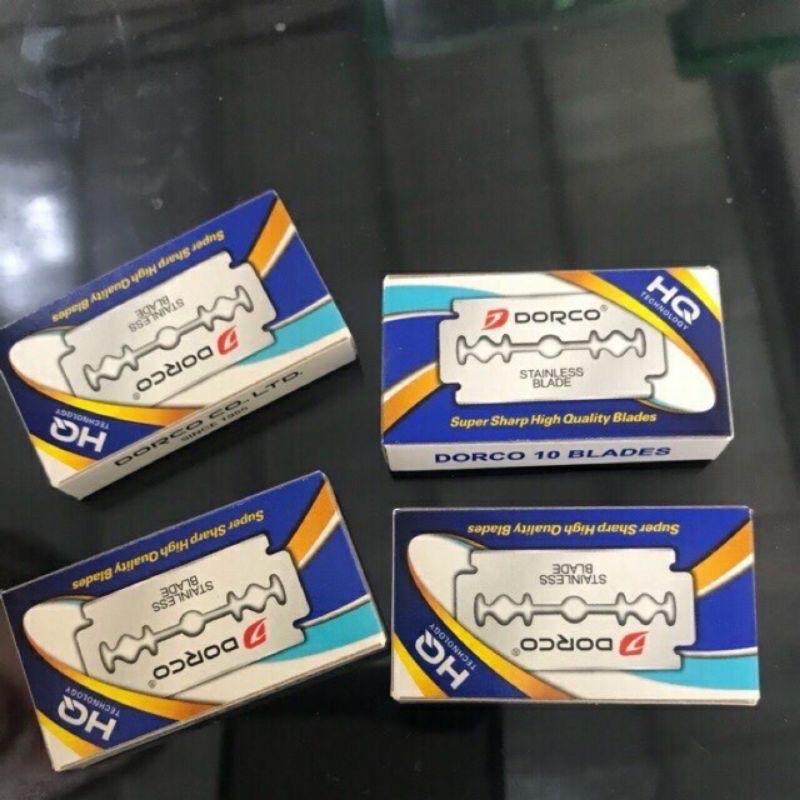 Super Sharp High Quality Blades
STAINLESS
BLADE
DORCO®
HQ
TECHNOLOGY
DORCO CO., LTD.
SINCE
HQ
TECHNOLOGY
DORCO®
STAINLESS
BLADE
Super Sharp High Quality Blades
DORCO 10 BLADES
Super Sharp High Quality Blades
STAINLESS
BLADE
DORCO®
HQ
TECHNOLOGY
Super Sharp High Quality Blades
STAINLESS
BLADE
DORCO®
HQ
TECHNOLOGY